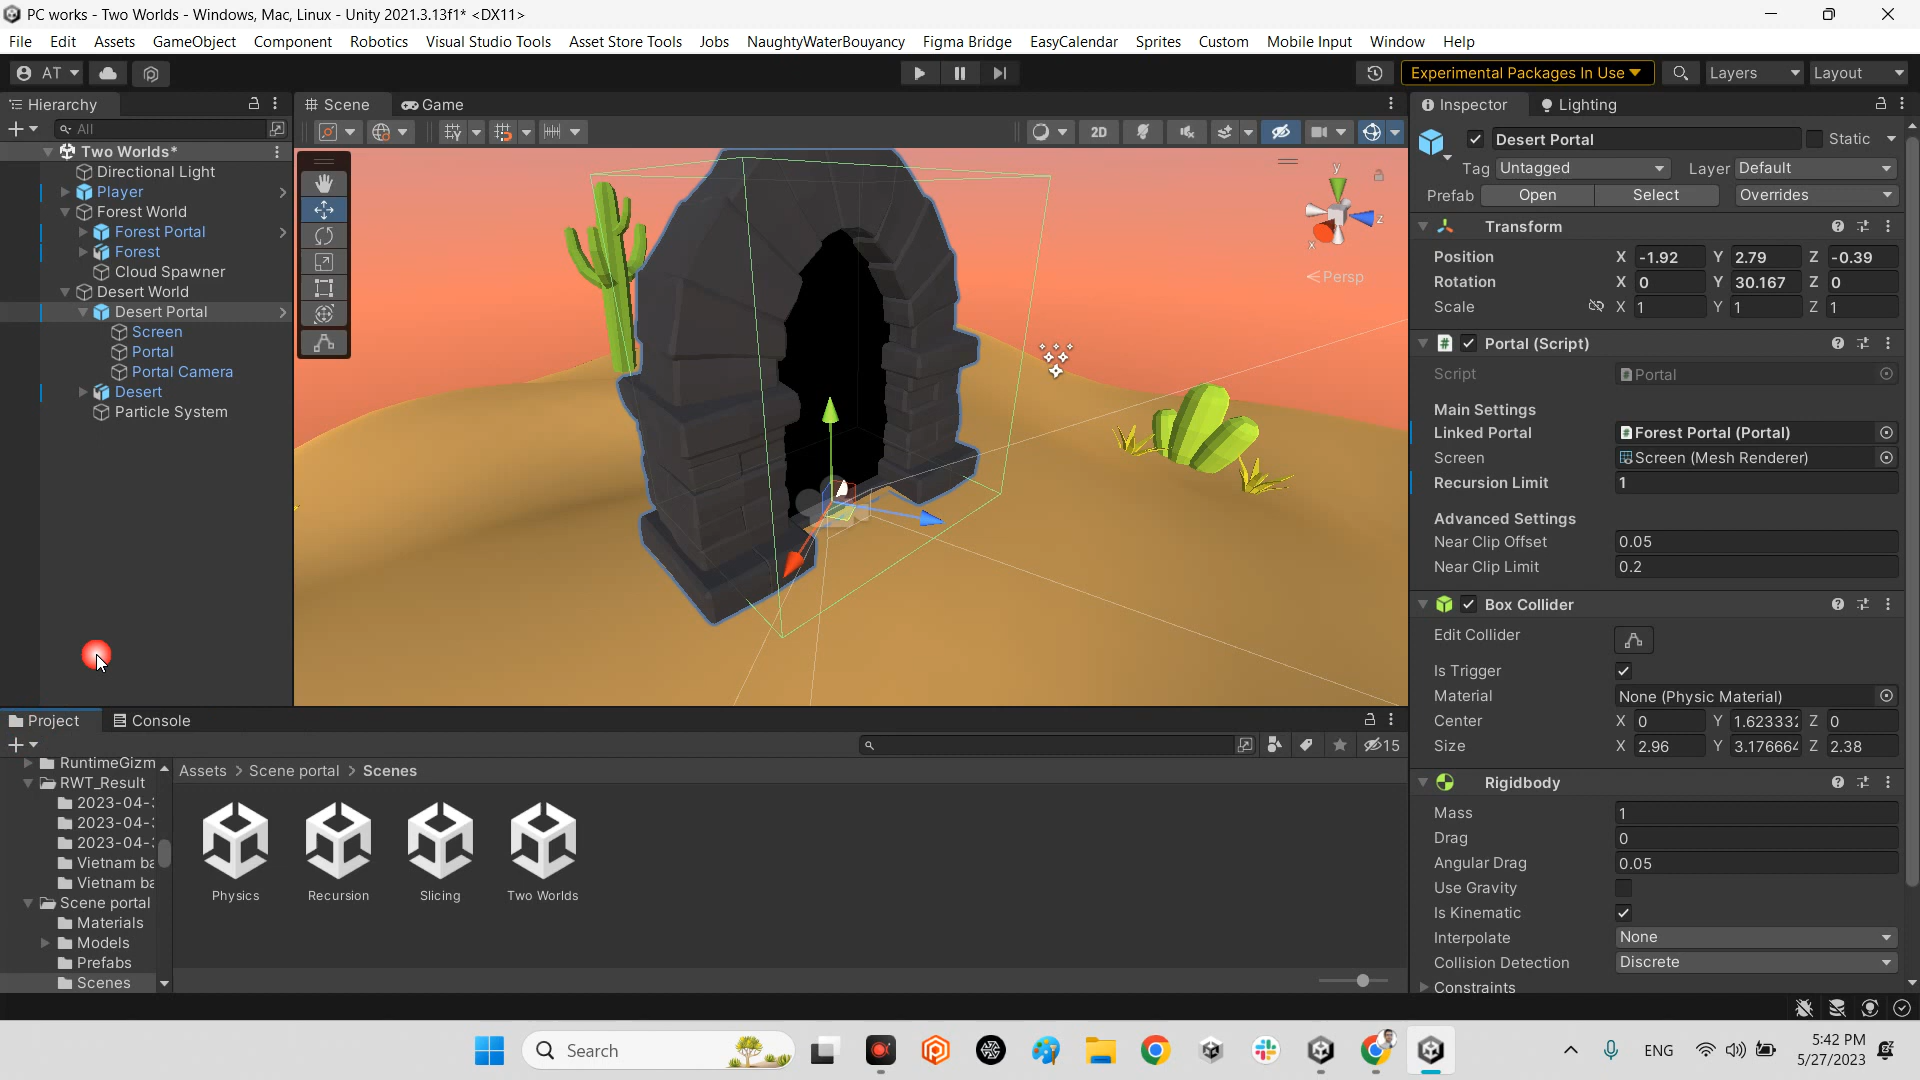 PC works - Two Worlds - Windows, Mac, Linux - Unity 2021.3.13f1* <DX11>
File Edit Assets GameObject Component Robotics Visual Studio Tools Asset Store Tools Jobs NaughtyWaterBouyancy Figma Bridge EasyCalendar Sprites Custom Mobile Input Window Help
AT Experimental Packages In Use Layers Layout
Hierarchy
All
Two Worlds*
Directional Light
Player
Forest World
Forest Portal
Forest
Cloud Spawner
Desert World
Desert Portal
Screen
Portal
Portal Camera
Desert
Particle System
Scene Game
2D
y
z
x
Persp
Inspector Lighting
Desert Portal Static
Tag Untagged Layer Default
Prefab Open Select Overrides
Transform
Position X -1.92 Y 2.79 Z -0.39
Rotation X 0 Y 30.167 Z 0
Scale X 1 Y 1 Z 1
Portal (Script)
Script Portal
Main Settings
Linked Portal Forest Portal (Portal)
Screen Screen (Mesh Renderer)
Recursion Limit 1
Advanced Settings
Near Clip Offset 0.05
Near Clip Limit 0.2
Box Collider
Edit Collider
Is Trigger
Material None (Physic Material)
Center X 0 Y 1.623333 Z 0
Size X 2.96 Y 3.176664 Z 2.38
Rigidbody
Mass 1
Drag 0
Angular Drag 0.05
Use Gravity
Is Kinematic
Interpolate None
Collision Detection Discrete
Constraints
Project Console
15
RuntimeGizm
RWT_Result
2023-04-
2023-04-
2023-04-
Vietnam ba
Vietnam ba
Scene portal
Materials
Models
Prefabs
Scenes
Assets > Scene portal > Scenes
Physics Recursion Slicing Two Worlds
Search
ENG
5:42 PM
5/27/2023